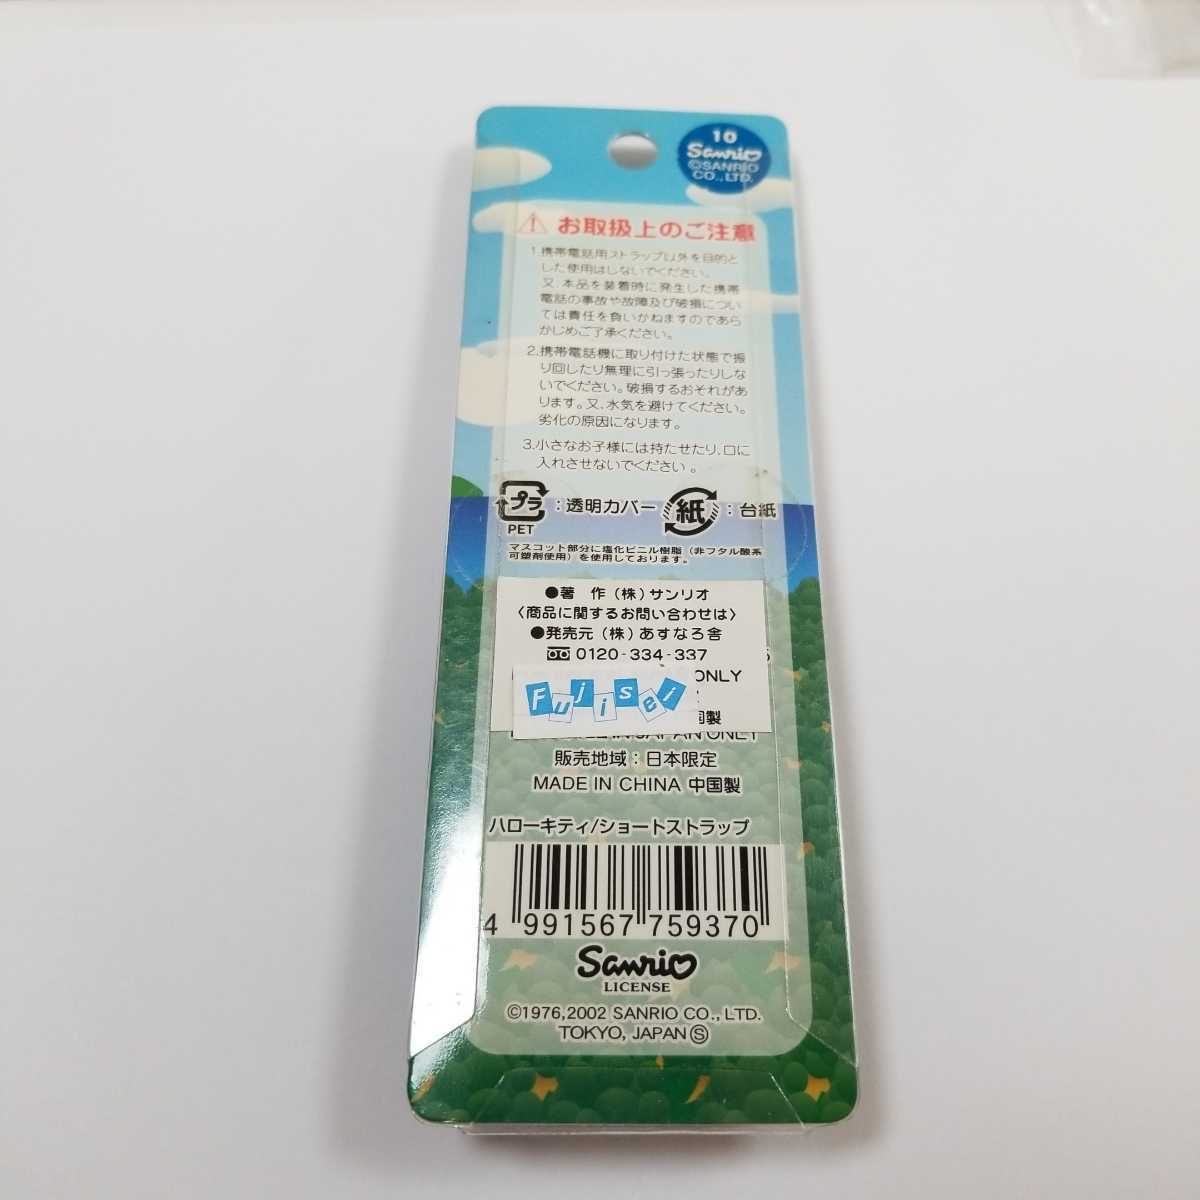 10
Sanrio
©SANRIO
CO.,LTD.
お取扱上のご注意
1.携帯電話用ストラップ以外を目的と
した使用はしないでください。
又、本品を装着時に発生した携帯
電話の事故や故障及び破損につい
ては責任を負いかねますのであら
かじめご了承ください。
2.携帯電話機に取り付けた状態で振
り回したり無理に引っ張ったりしな
いでください。破損するおそれがあ
ります。又、水気を避けてください。
劣化の原因になります。
3.小さなお子様には持たせたり、口に
入れさせないでください。
プラ : 透明カバー 紙 : 台紙
PET
マスコット部分に塩化ビニル樹脂（非フタル酸系
可塑剤使用）を使用しております。
●著 作（株）サンリオ
〈商品に関するお問い合わせは〉
●発売元（株）あすなろ舎
0120-334-337
ONLY
Fujisei
国製
IN JAPAN ONLY
販売地域：日本限定
MADE IN CHINA 中国製
ハローキティ/ショートストラップ
4 991567 759370
Sanrio
LICENSE
©1976,2002 SANRIO CO., LTD.
TOKYO, JAPAN Ⓢ